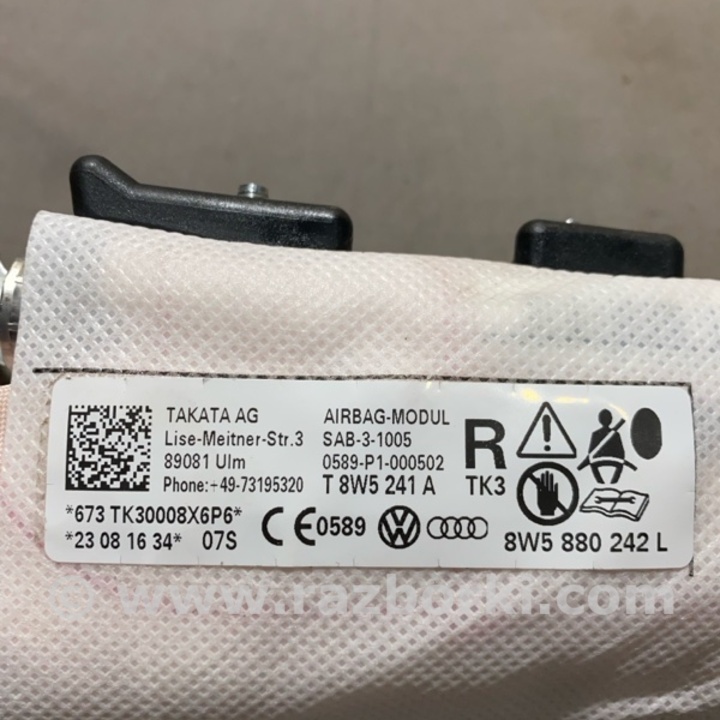 TAKATA AG
Lise-Meitner-Str.3
89081 Ulm
Phone:+49-73195320
*673 TK30008X6P6*
*23 08 16 34* 07S
AIRBAG-MODUL
SAB-3-1005
0589-P1-000502
T 8W5 241 A
R
TK3
CE0589
8W5 880 242 L
© www.razborki.com